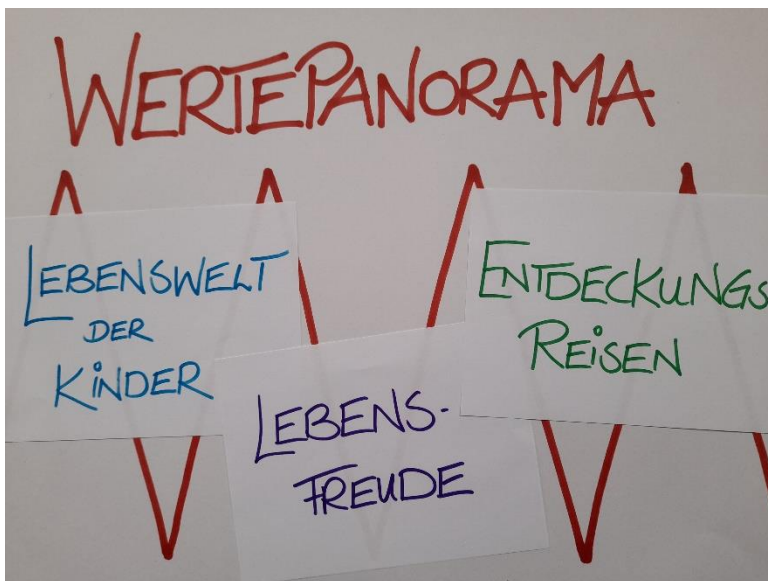 WERTEPANORAMA
LEBENSWELT
DER
KINDER
LEBENS-
FREUDE
ENTDECKUNGS
REISEN